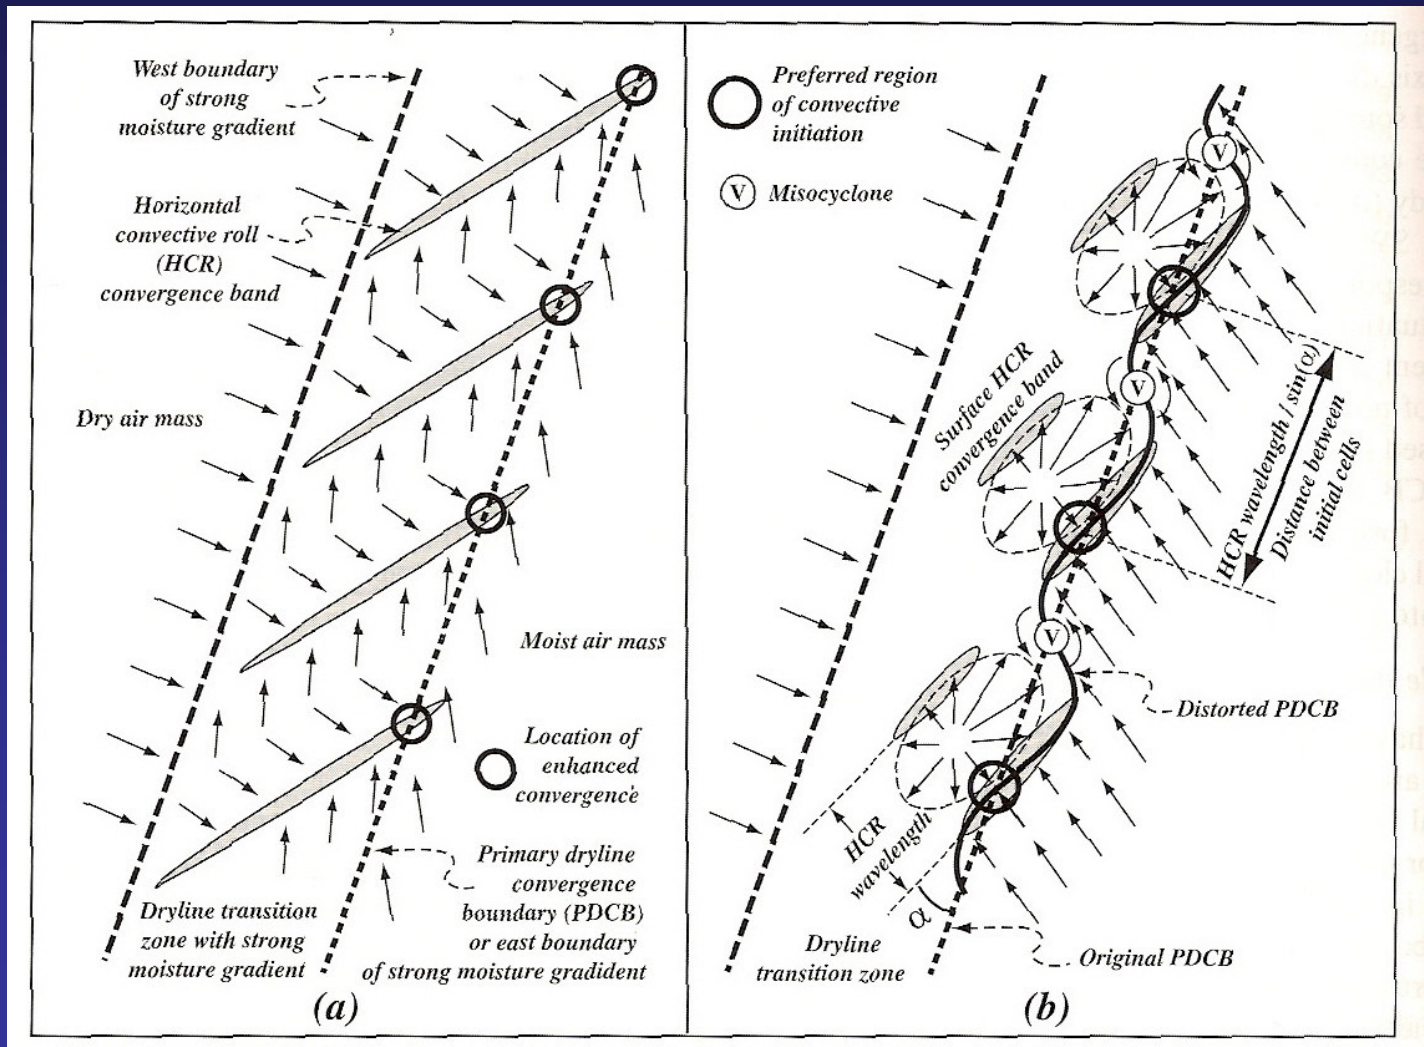 West boundary
of strong
moisture gradient
Horizontal
convective roll
(HCR)
convergence band
Dry air mass
Moist air mass
Location of
enhanced
convergence
Primary dryline
convergence
boundary (PDCB)
or east boundary
of strong moisture gradident
Dryline transition
zone with strong
moisture gradient
(a)
Preferred region
of convective
initiation
V Misocyclone
V
V
V
Surface HCR
convergence band
HCR wavelength / sin(α)
Distance between
initial cells
Distorted PDCB
HCR
wavelength
α
Dryline
transition zone
Original PDCB
(b)